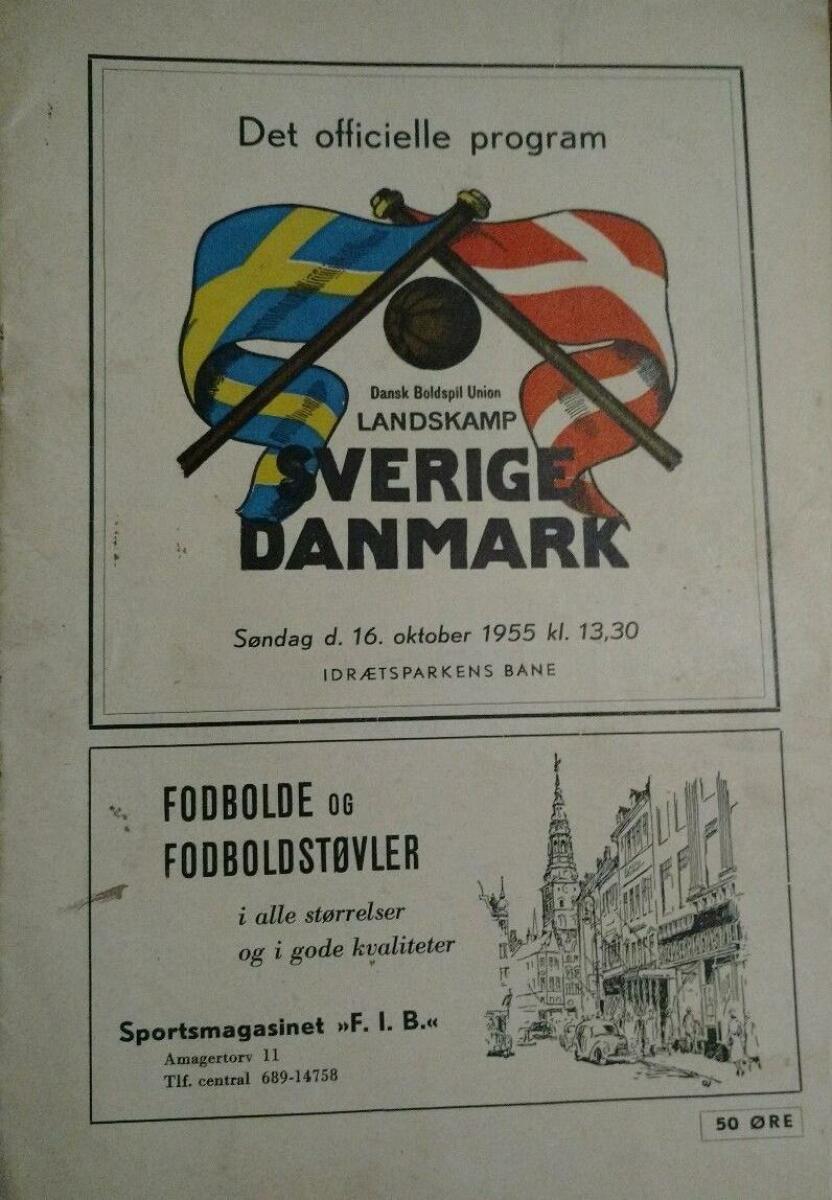 Det officielle program
Dansk Boldspil Union
LANDSKAMP
SVERIGE
DANMARK
Søndag d. 16. oktober 1955 kl. 13,30
IDRÆTSPARKENS BANE
FODBOLDE OG
FODBOLDSTØVLER
i alle størrelser
og i gode kvaliteter
Sportsmagasinet »F. I. B.«
Amagertorv 11
Tlf. central 689-14758
50 ØRE